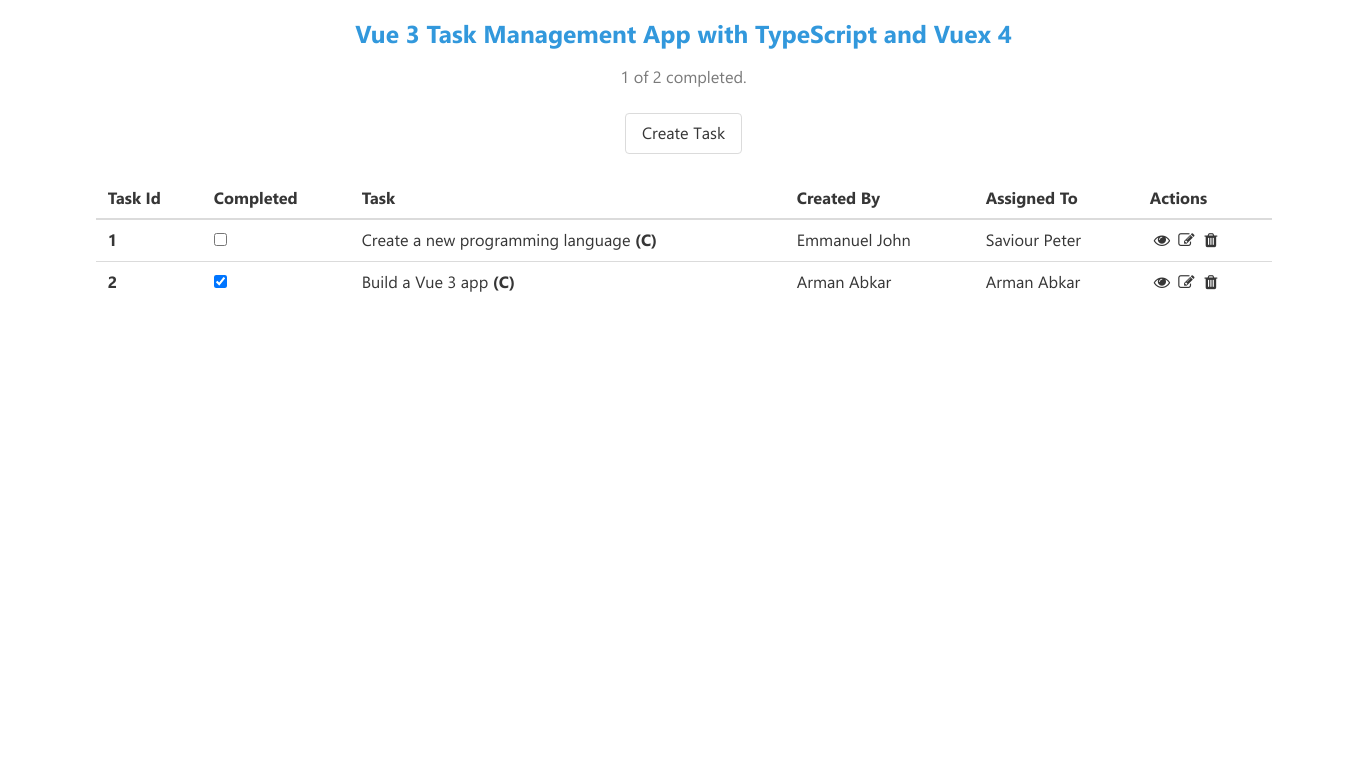 Vue 3 Task Management App with TypeScript and Vuex 4
1 of 2 completed.
Create Task
Task Id Completed Task Created By Assigned To Actions
1 Create a new programming language (C) Emmanuel John Saviour Peter
2 Build a Vue 3 app (C) Arman Abkar Arman Abkar